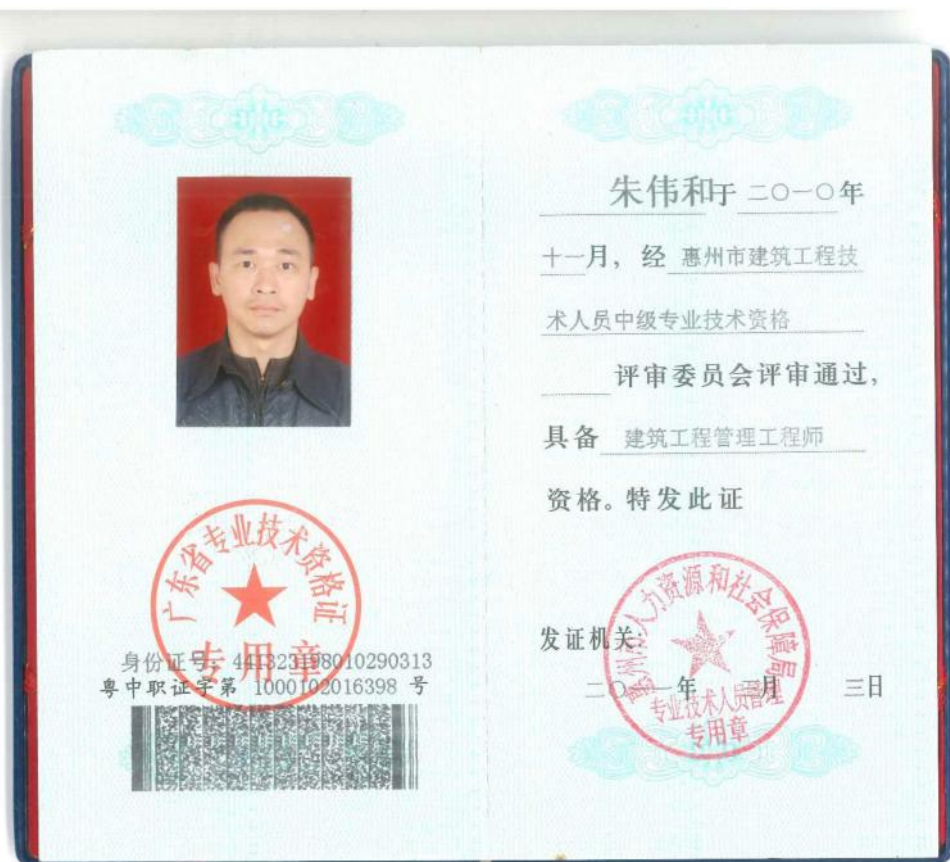 广东省专业技术资格证
专用章
身份证号: 441323198010290313
粤中职证字第 1000102016398 号
朱伟和于 二〇一〇年
十一月, 经 惠州市建筑工程技
术人员中级专业技术资格
评审委员会评审通过,
具备 建筑工程管理工程师
资格。特发此证
发证机关:
惠州市人力资源和社会保障局
专业技术人员管理
专用章
二〇一一年 三月 三日